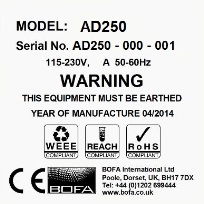 MODEL: AD250
Serial No. AD250 - 000 - 001
115-230V, A 50-60Hz
WARNING
THIS EQUIPMENT MUST BE EARTHED
YEAR OF MANUFACTURE 04/2014
WEEE REACH RoHS
COMPLIANT COMPLIANT COMPLIANT
CE BOFA
BOFA International Ltd
Poole, Dorset, UK, BH17 7DX
Tel: +44 (0)1202 699444
www.bofa.co.uk